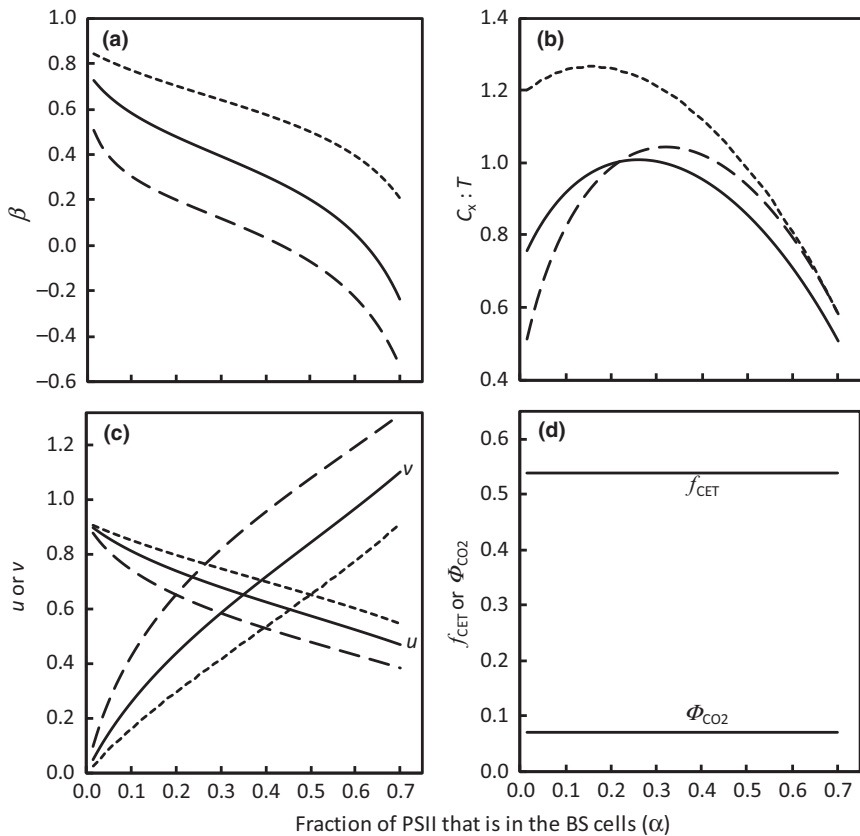 (a)
1.0
0.8
0.6
0.4
0.2
0.0
–0.2
–0.4
–0.6
β
(b)
1.4
1.2
1.0
0.8
0.6
0.4
Cx : T
(c)
1.2
1.0
0.8
0.6
0.4
0.2
0.0
u or v
v
u
0.0 0.1 0.2 0.3 0.4 0.5 0.6 0.7
(d)
0.6
0.5
0.4
0.3
0.2
0.1
0.0
fCET or ΦCO2
fCET
ΦCO2
0.0 0.1 0.2 0.3 0.4 0.5 0.6 0.7
Fraction of PSII that is in the BS cells (α)